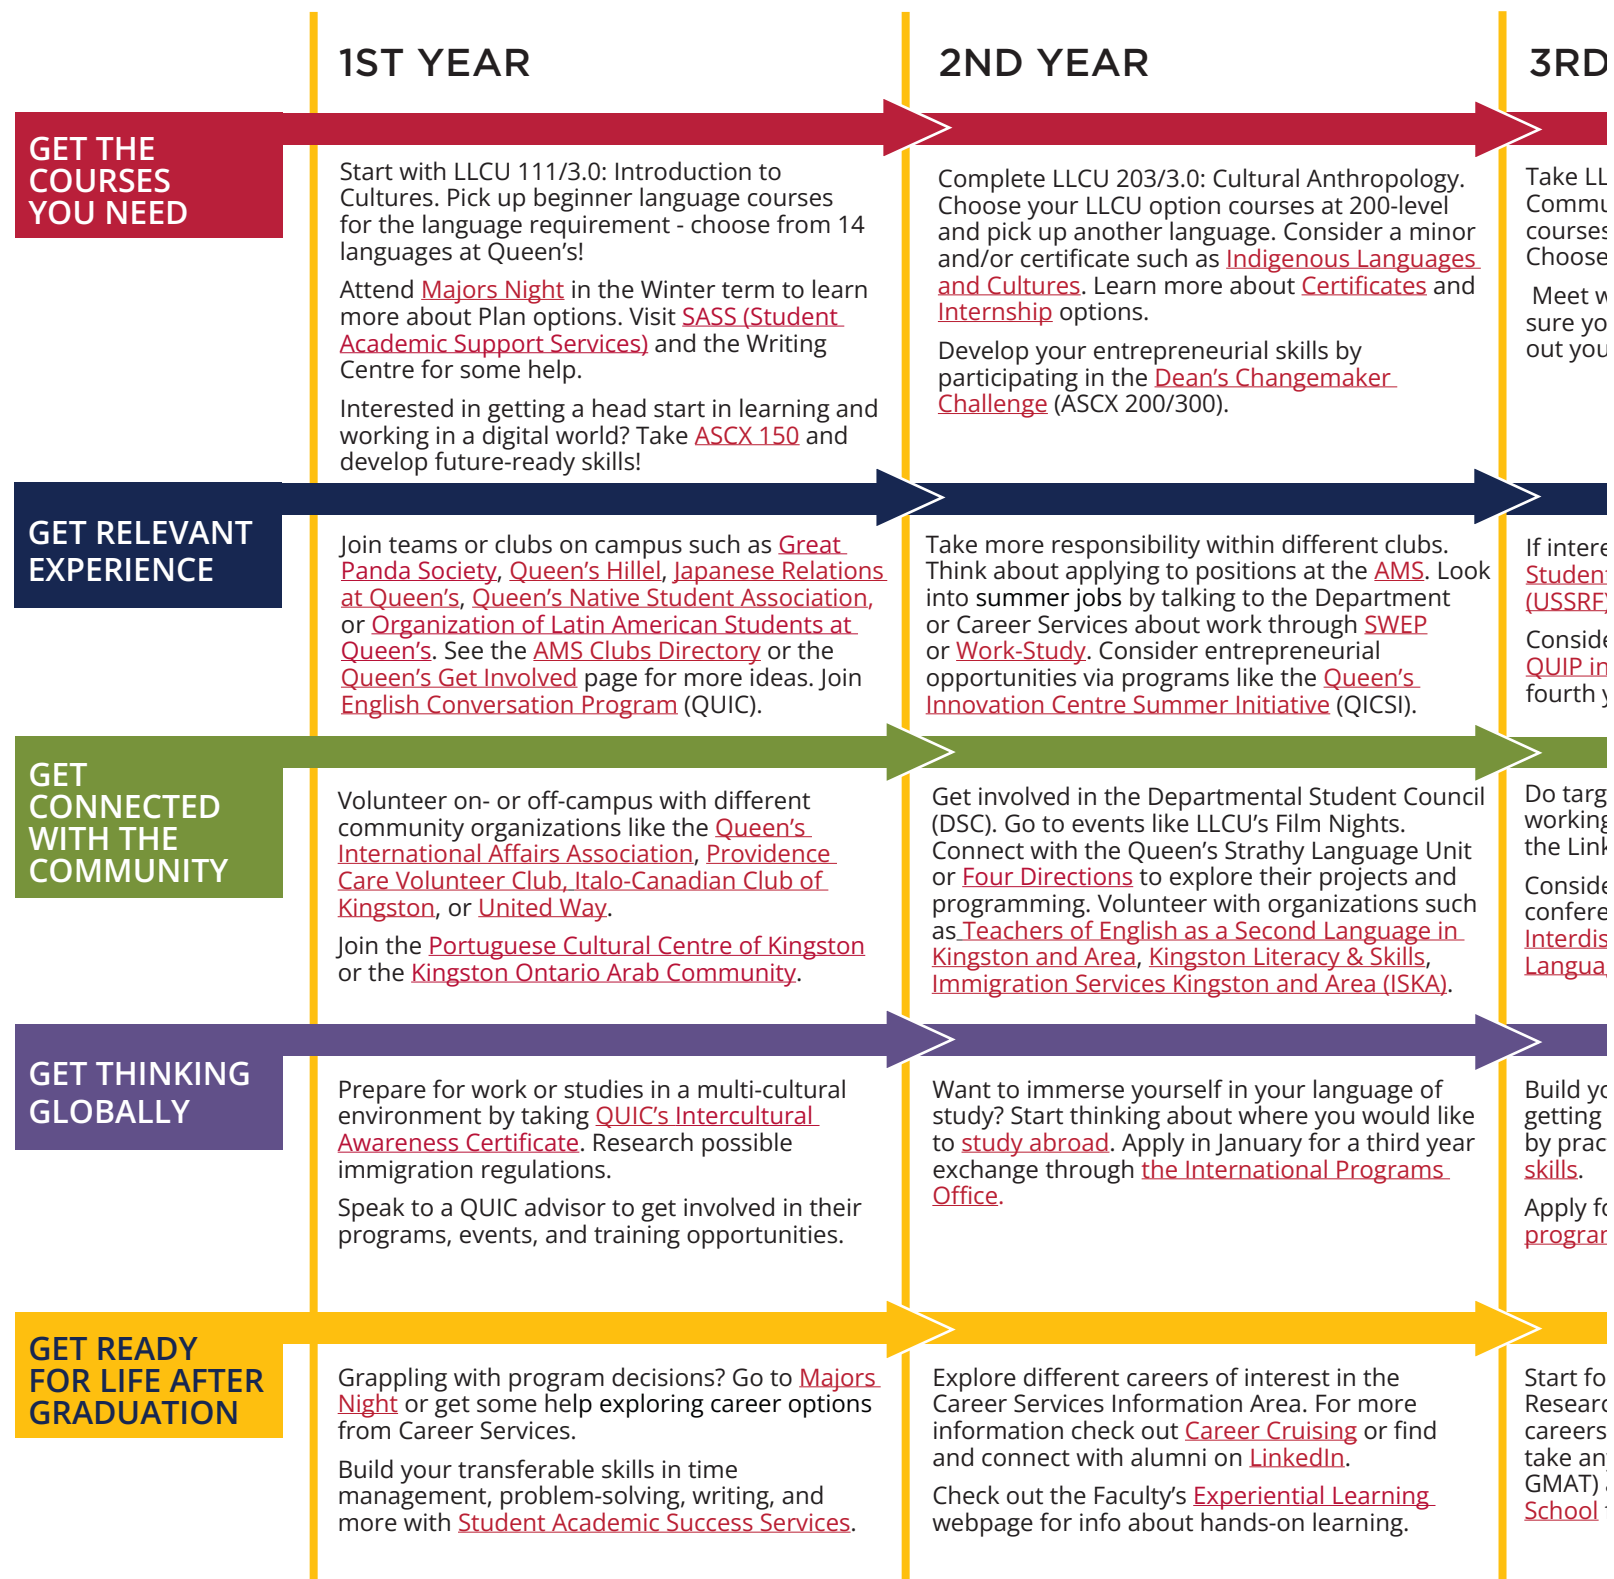 1ST YEAR
2ND YEAR
3RD
GET THE
COURSES
YOU NEED
Start with LLCU 111/3.0: Introduction to
Cultures. Pick up beginner language courses
for the language requirement - choose from 14
languages at Queen's!
Attend Majors Night in the Winter term to learn
more about Plan options. Visit SASS (Student
Academic Support Services) and the Writing
Centre for some help.
Interested in getting a head start in learning and
working in a digital world? Take ASCX 150 and
develop future-ready skills!
Complete LLCU 203/3.0: Cultural Anthropology.
Choose your LLCU option courses at 200-level
and pick up another language. Consider a minor
and/or certificate such as Indigenous Languages
and Cultures. Learn more about Certificates and
Internship options.
Develop your entrepreneurial skills by
participating in the Dean's Changemaker
Challenge (ASCX 200/300).
Take
courses
Choose
Meet
sure
out
GET RELEVANT
EXPERIENCE
Join teams or clubs on campus such as Great
Panda Society, Queen's Hillel, Japanese Relations
at Queen's, Queen's Native Student Association,
or Organization of Latin American Students at
Queen's. See the AMS Clubs Directory or the
Queen's Get Involved page for more ideas. Join
English Conversation Program (QUIC).
Take more responsibility within different clubs.
Think about applying to positions at the AMS. Look
into summer jobs by talking to the Department
or Career Services about work through SWEP
or Work-Study. Consider entrepreneurial
opportunities via programs like the Queen's
Innovation Centre Summer Initiative (QICSI).
If
Student
(USSRF)
QUIP
fourth
GET
CONNECTED
WITH THE
COMMUNITY
Volunteer on- or off-campus with different
community organizations like the Queen's
International Affairs Association, Providence
Care Volunteer Club, Italo-Canadian Club of
Kingston, or United Way.
Join the Portuguese Cultural Centre of Kingston
or the Kingston Ontario Arab Community.
Get involved in the Departmental Student Council
(DSC). Go to events like LLCU's Film Nights.
Connect with the Queen's Strathy Language Unit
or Four Directions to explore their projects and
programming. Volunteer with organizations such
as Teachers of English as a Second Language in
Kingston and Area, Kingston Literacy & Skills,
Immigration Services Kingston and Area (ISKA).
Do
working
the
GET THINKING
GLOBALLY
Prepare for work or studies in a multi-cultural
environment by taking QUIC's Intercultural
Awareness Certificate. Research possible
immigration regulations.
Speak to a QUIC advisor to get involved in their
programs, events, and training opportunities.
Want to immerse yourself in your language of
study? Start thinking about where you would like
to study abroad. Apply in January for a third year
exchange through the International Programs
Office.
Build
getting
by
skills.
Apply
GET READY
FOR LIFE AFTER
GRADUATION
Grappling with program decisions? Go to Majors
Night or get some help exploring career options
from Career Services.
Build your transferable skills in time
management, problem-solving, writing, and
more with Student Academic Success Services.
Explore different careers of interest in the
Career Services Information Area. For more
information check out Career Cruising or find
and connect with alumni on LinkedIn.
Check out the Faculty's Experiential Learning
webpage for info about hands-on learning.
Start
careers
take
GMAT)
School